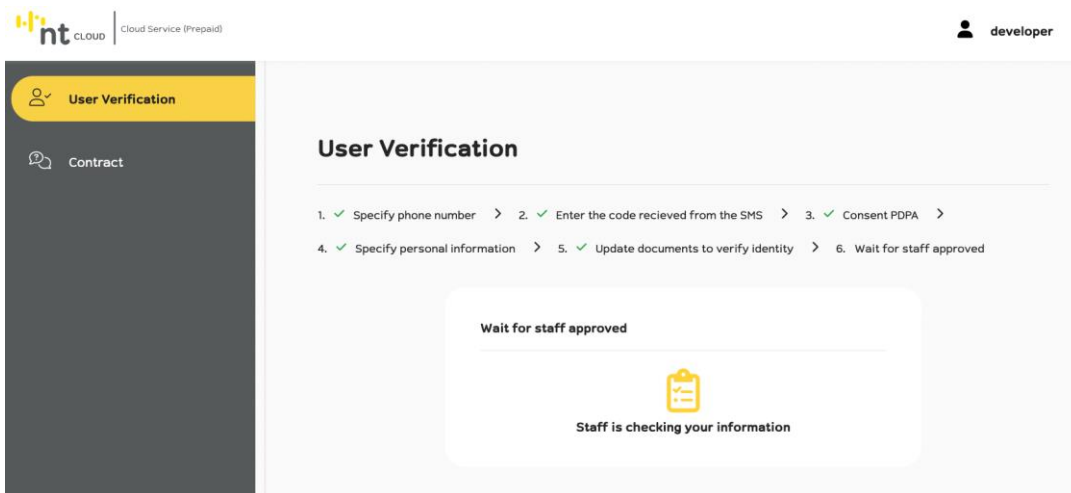 nt CLOUD Cloud Service (Prepaid)
developer
User Verification
Contract
User Verification
1. ✓ Specify phone number > 2. ✓ Enter the code recieved from the SMS > 3. ✓ Consent PDPA >
4. ✓ Specify personal information > 5. ✓ Update documents to verify identity > 6. Wait for staff approved
Wait for staff approved
Staff is checking your information